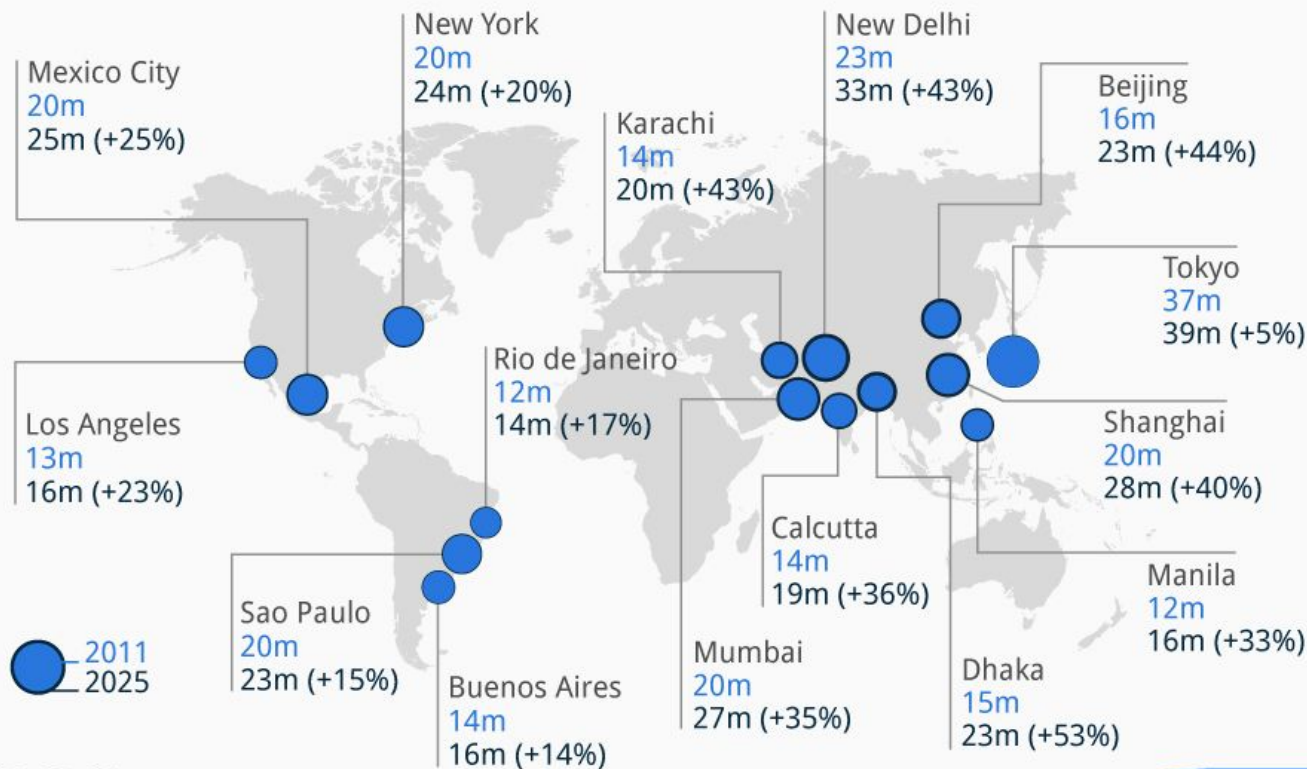 New York
20m
24m (+20%)
New Delhi
23m
33m (+43%)
Mexico City
20m
25m (+25%)
Beijing
16m
23m (+44%)
Karachi
14m
20m (+43%)
Tokyo
37m
39m (+5%)
Rio de Janeiro
12m
14m (+17%)
Los Angeles
13m
16m (+23%)
Shanghai
20m
28m (+40%)
Calcutta
14m
19m (+36%)
Manila
12m
16m (+33%)
Sao Paulo
20m
23m (+15%)
Mumbai
20m
27m (+35%)
Dhaka
15m
23m (+53%)
Buenos Aires
14m
16m (+14%)
2011
2025